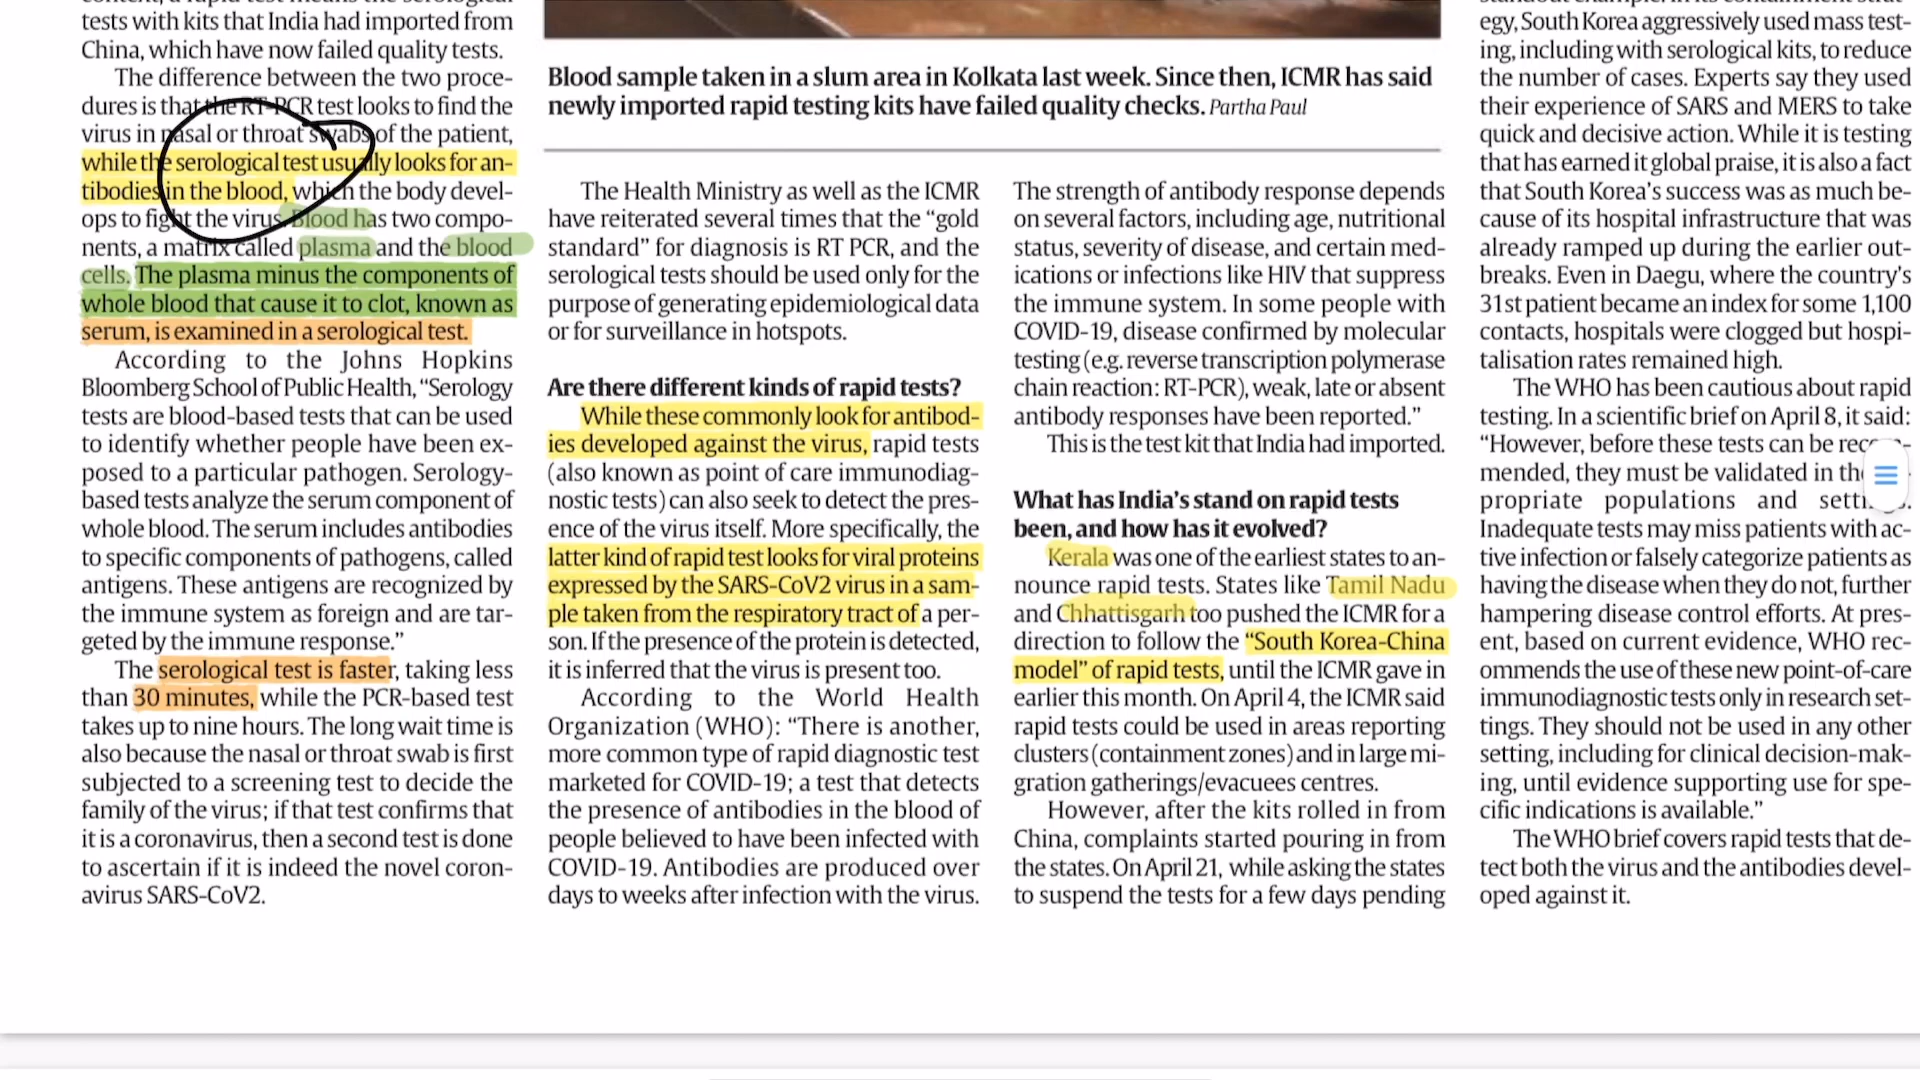 tests with kits that India had imported from
China, which have now failed quality tests.
The difference between the two proce-
dures is that the RT-PCR test looks to find the
virus in nasal or throat swabs of the patient,
while the serological test usually looks for an-
tibodies in the blood, which the body devel-
ops to fight the virus. Blood has two compo-
nents, a matrix called plasma and the blood
cells. The plasma minus the components of
whole blood that cause it to clot, known as
serum, is examined in a serological test.
According to the Johns Hopkins
Bloomberg School of Public Health, “Serology
tests are blood-based tests that can be used
to identify whether people have been ex-
posed to a particular pathogen. Serology-
based tests analyze the serum component of
whole blood. The serum includes antibodies
to specific components of pathogens, called
antigens. These antigens are recognized by
the immune system as foreign and are tar-
geted by the immune response.”
The serological test is faster, taking less
than 30 minutes, while the PCR-based test
takes up to nine hours. The long wait time is
also because the nasal or throat swab is first
subjected to a screening test to decide the
family of the virus; if that test confirms that
it is a coronavirus, then a second test is done
to ascertain if it is indeed the novel coron-
avirus SARS-CoV2.
Blood sample taken in a slum area in Kolkata last week. Since then, ICMR has said
newly imported rapid testing kits have failed quality checks. Partha Paul
The Health Ministry as well as the ICMR
have reiterated several times that the “gold
standard” for diagnosis is RT PCR, and the
serological tests should be used only for the
purpose of generating epidemiological data
or for surveillance in hotspots.
Are there different kinds of rapid tests?
While these commonly look for antibod-
ies developed against the virus, rapid tests
(also known as point of care immunodiag-
nostic tests) can also seek to detect the pres-
ence of the virus itself. More specifically, the
latter kind of rapid test looks for viral proteins
expressed by the SARS-CoV2 virus in a sam-
ple taken from the respiratory tract of a per-
son. If the presence of the protein is detected,
it is inferred that the virus is present too.
According to the World Health
Organization (WHO): “There is another,
more common type of rapid diagnostic test
marketed for COVID-19; a test that detects
the presence of antibodies in the blood of
people believed to have been infected with
COVID-19. Antibodies are produced over
days to weeks after infection with the virus.
The strength of antibody response depends
on several factors, including age, nutritional
status, severity of disease, and certain med-
ications or infections like HIV that suppress
the immune system. In some people with
COVID-19, disease confirmed by molecular
testing (e.g. reverse transcription polymerase
chain reaction: RT-PCR), weak, late or absent
antibody responses have been reported.”
This is the test kit that India had imported.
What has India’s stand on rapid tests
been, and how has it evolved?
Kerala was one of the earliest states to an-
nounce rapid tests. States like Tamil Nadu
and Chhattisgarh too pushed the ICMR for a
direction to follow the “South Korea-China
model” of rapid tests, until the ICMR gave in
earlier this month. On April 4, the ICMR said
rapid tests could be used in areas reporting
clusters (containment zones) and in large mi-
gration gatherings/evacuees centres.
However, after the kits rolled in from
China, complaints started pouring in from
the states. On April 21, while asking the states
to suspend the tests for a few days pending
egy, South Korea aggressively used mass test-
ing, including with serological kits, to reduce
the number of cases. Experts say they used
their experience of SARS and MERS to take
quick and decisive action. While it is testing
that has earned it global praise, it is also a fact
that South Korea’s success was as much be-
cause of its hospital infrastructure that was
already ramped up during the earlier out-
breaks. Even in Daegu, where the country’s
31st patient became an index for some 1,100
contacts, hospitals were clogged but hospi-
talisation rates remained high.
The WHO has been cautious about rapid
testing. In a scientific brief on April 8, it said:
“However, before these tests can be
mended, they must be validated in
propriate populations and
Inadequate tests may miss patients with ac-
tive infection or falsely categorize patients as
having the disease when they do not, further
hampering disease control efforts. At pres-
ent, based on current evidence, WHO rec-
ommends the use of these new point-of-care
immunodiagnostic tests only in research set-
tings. They should not be used in any other
setting, including for clinical decision-mak-
ing, until evidence supporting use for spe-
cific indications is available.”
The WHO brief covers rapid tests that de-
tect both the virus and the antibodies devel-
oped against it.